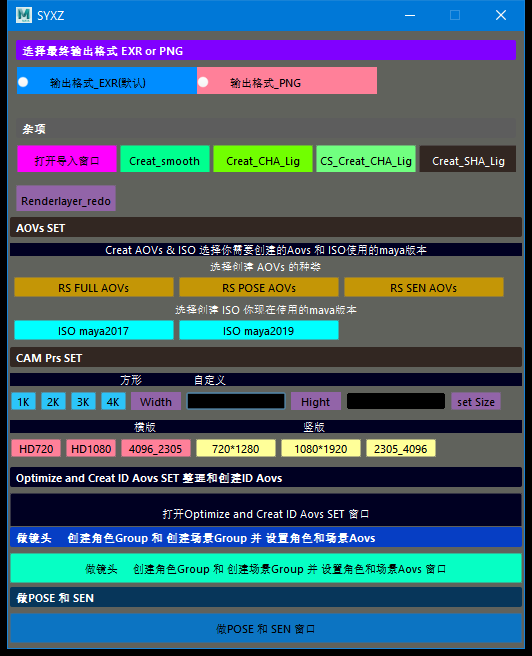 SYXZ
选择最终输出格式 EXR or PNG
输出格式_EXR(默认) 输出格式_PNG
杂项
打开导入窗口 Creat_smooth Creat_CHA_Lig CS_Creat_CHA_Lig Creat_SHA_Lig
Renderlayer_redo
AOVs SET
Creat AOVs & ISO 选择你需要创建的Aovs 和 ISO使用的maya版本
选择创建 AOVs 的种类
RS FULL AOVs RS POSE AOVs RS SEN AOVs
选择创建 ISO 你现在使用的maya版本
ISO maya2017 ISO maya2019
CAM Prs SET
方形 自定义
1K 2K 3K 4K Width Hight set Size
横版 竖版
HD720 HD1080 4096_2305 720*1280 1080*1920 2305_4096
Optimize and Creat ID Aovs SET 整理和创建ID Aovs
打开Optimize and Creat ID Aovs SET 窗口
做镜头 创建角色Group 和 创建场景Group 并 设置角色和场景Aovs
做镜头 创建角色Group 和 创建场景Group 并 设置角色和场景Aovs 窗口
做POSE 和 SEN
做POSE 和 SEN 窗口